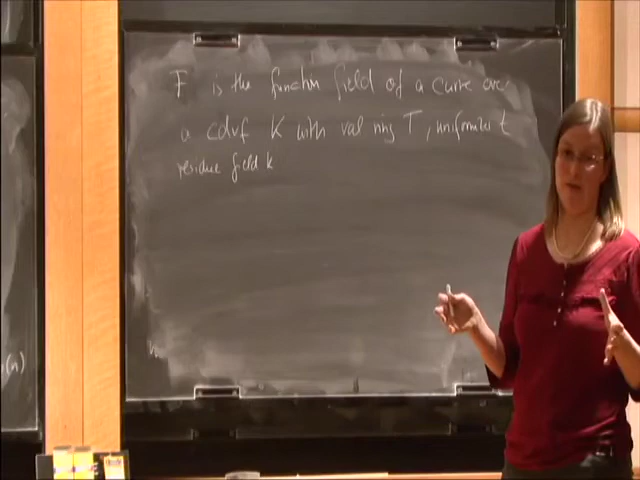 F is the function field of a curve over
a cdvf K with val ring T, uniformizer t
residue field k
(n)